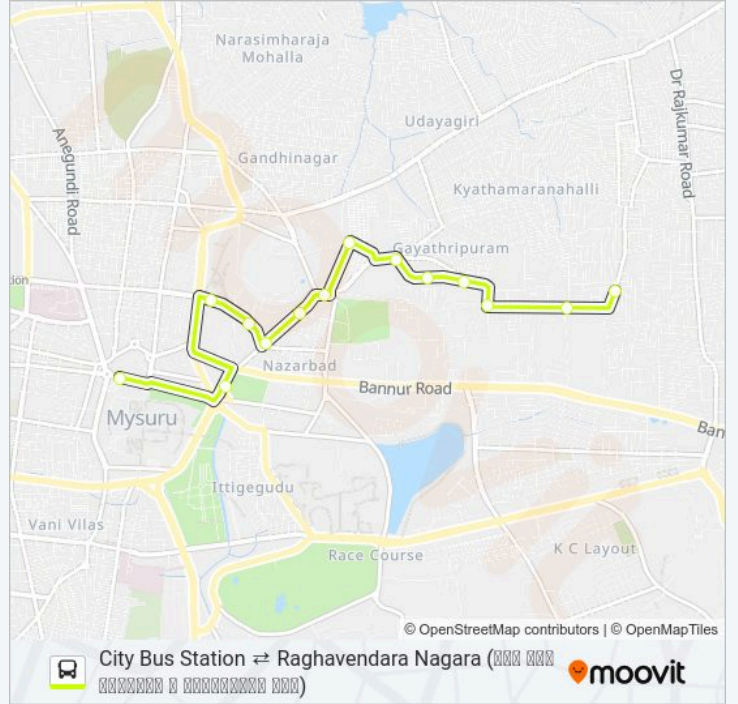 Narasimharaja
Mohalla
Dr Rajkumar Road
Udayagiri
Anegundi Road
Gandhinagar
Kyathamaranahalli
Gayathripuram
tion
Nazarbad
Bannur Road
Mysuru
Ban
Ittigegudu
Vani Vilas
Race Course
K C Layout
© OpenStreetMap contributors | © OpenMapTiles
City Bus Station ⇄ Raghavendara Nagara (
)
moovit